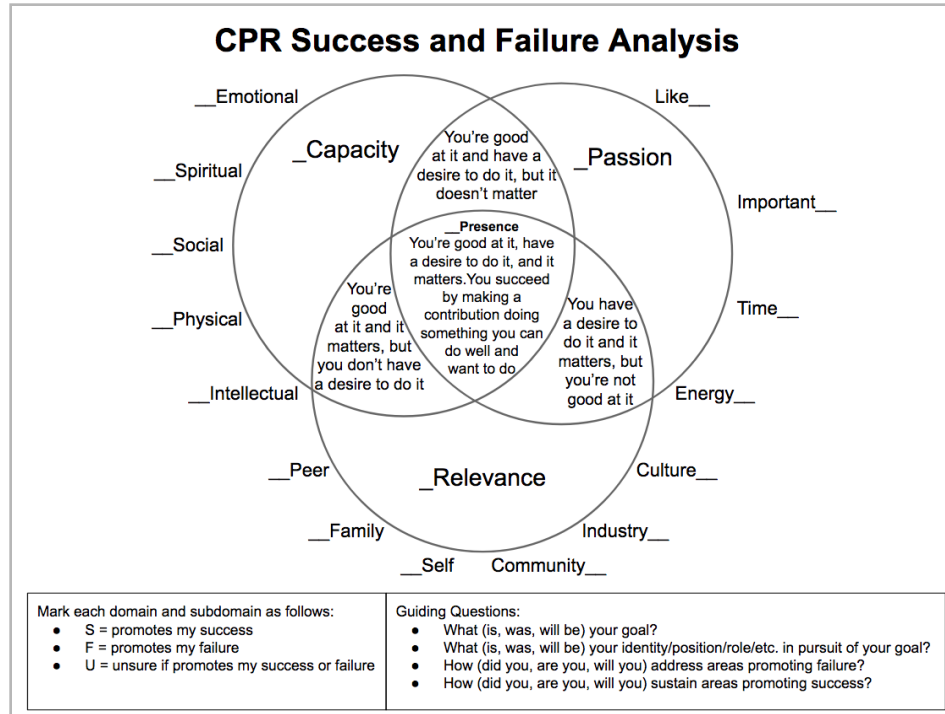 CPR Success and Failure Analysis
__Emotional
Like__
_Capacity
You're good
at it and have a
desire to do it, but it
doesn't matter
_Passion
__Spiritual
Important__
__Social
__Presence
You're good at it, have
a desire to do it, and it
matters.You succeed
by making a
contribution doing
something you can
do well and
want to do
You're
good
at it and it
matters, but
you don't have
a desire to do it
You have
a desire to
do it and it
matters, but
you're not
good at it
Time__
__Physical
__Intellectual
Energy__
__Peer
_Relevance
Culture__
__Family
Industry__
__Self
Community__
Mark each domain and subdomain as follows:
● S = promotes my success
● F = promotes my failure
● U = unsure if promotes my success or failure
Guiding Questions:
● What (is, was, will be) your goal?
● What (is, was, will be) your identity/position/role/etc. in pursuit of your goal?
● How (did you, are you, will you) address areas promoting failure?
● How (did you, are you, will you) sustain areas promoting success?